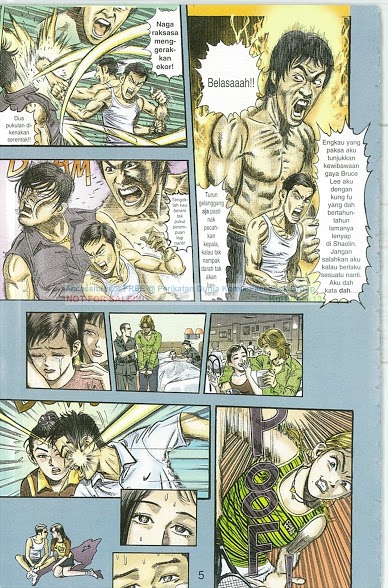 Naga
raksasa
meng-
gerak-
kan
ekor!
Dua
pukulan di-
kenakan
serentak!!
Belasaaah!!
Engkau yang
paksa aku
tunjukkan
kewibawaan
gaya Bruce
Lee aku
dengan
kung fu
yang dah
bertahun-
tahun
lamanya
lenyap
di Shaolin.
Jangan
salahkan aku
kalau berlaku
sesuatu nanti.
Aku dah
kata dah...
Turun
gelanggang
aja pasti
nak
pecah-
kan
kepala,
kalau tak
nampak
darah tak
NOT FOR SALE!!!
POOF!!
5